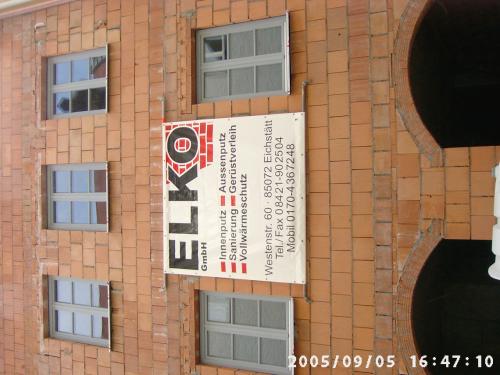 ELKO
GmbH
Innenputz Aussenputz
Sanierung Gerüstverleih
Vollwärmeschutz
Westenstr. 60 · 85072 Eichstätt
Tel./Fax 08421-902504
Mobil 0170-4367248
2005/09/05 16:47:10